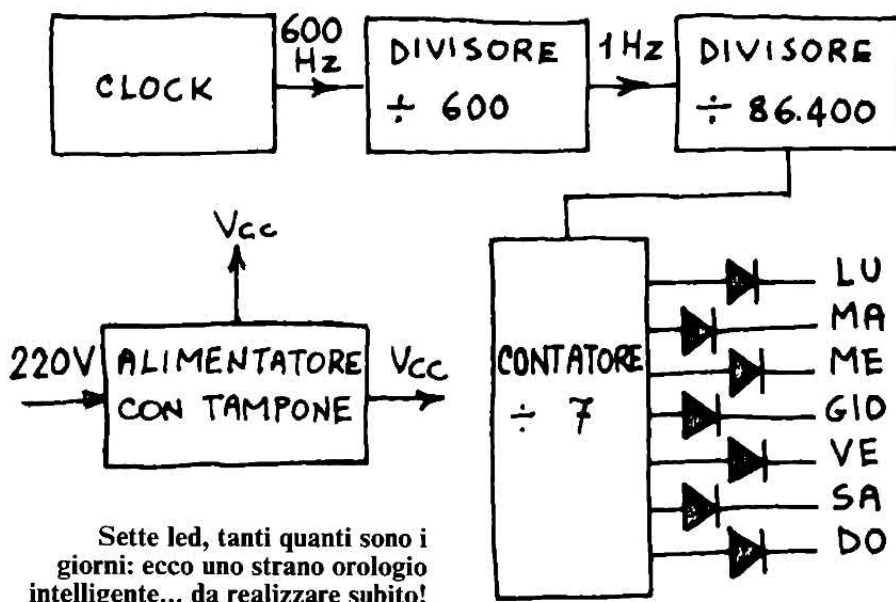 CLOCK
600
Hz
DIVISORE
÷ 600
1Hz
DIVISORE
÷ 86.400
Vcc
220V
ALIMENTATORE
CON TAMPONE
Vcc
CONTATORE
÷ 7
LU
MA
ME
GIO
VE
SA
DO
Sette led, tanti quanti sono i
giorni: ecco uno strano orologio
intelligente... da realizzare subito!